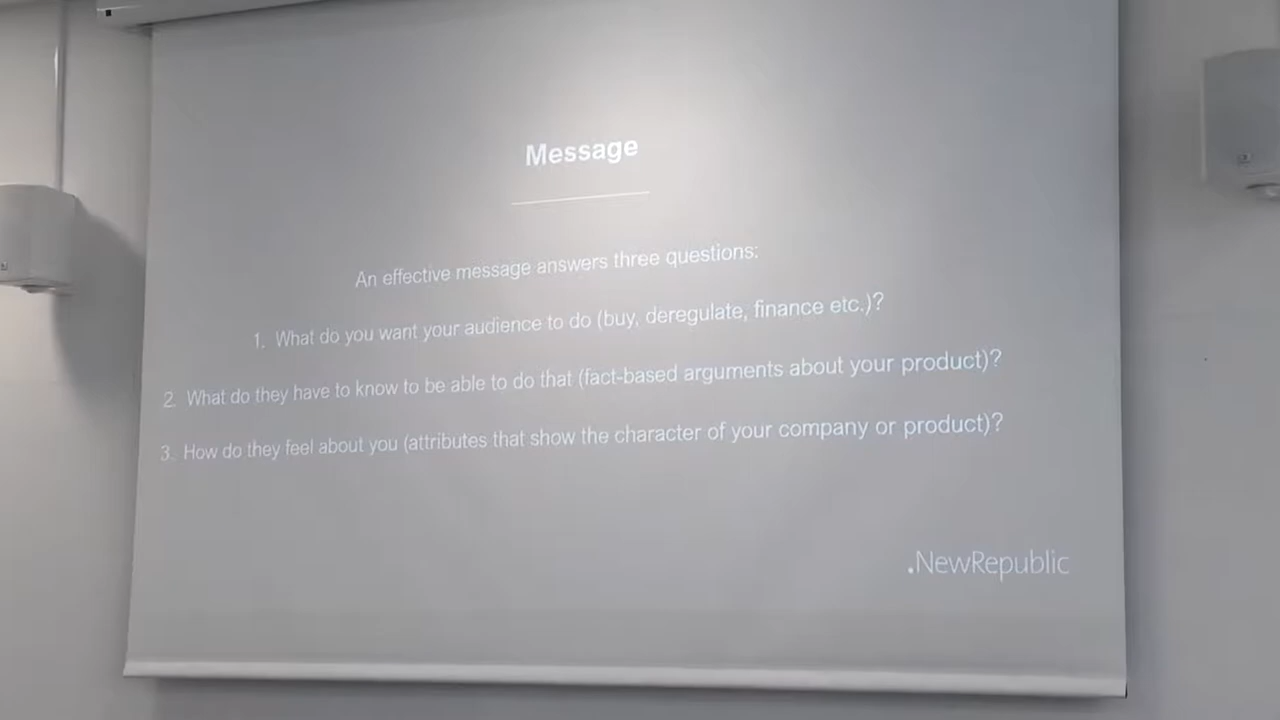 Message
An effective message answers three questions:
1. What do you want your audience to do (buy, deregulate, finance etc.)?
2. What do they have to know to be able to do that (fact-based arguments about your product)?
3. How do they feel about you (attributes that show the character of your company or product)?
.NewRepublic